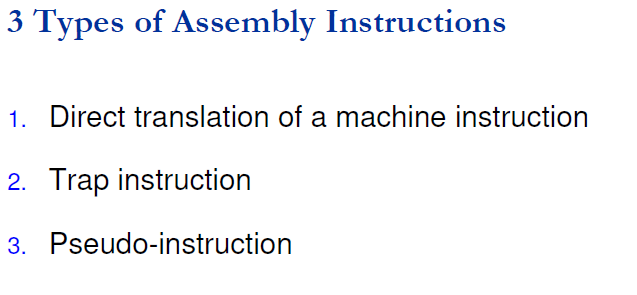 3 Types of Assembly Instructions
1. Direct translation of a machine instruction
2. Trap instruction
3. Pseudo-instruction